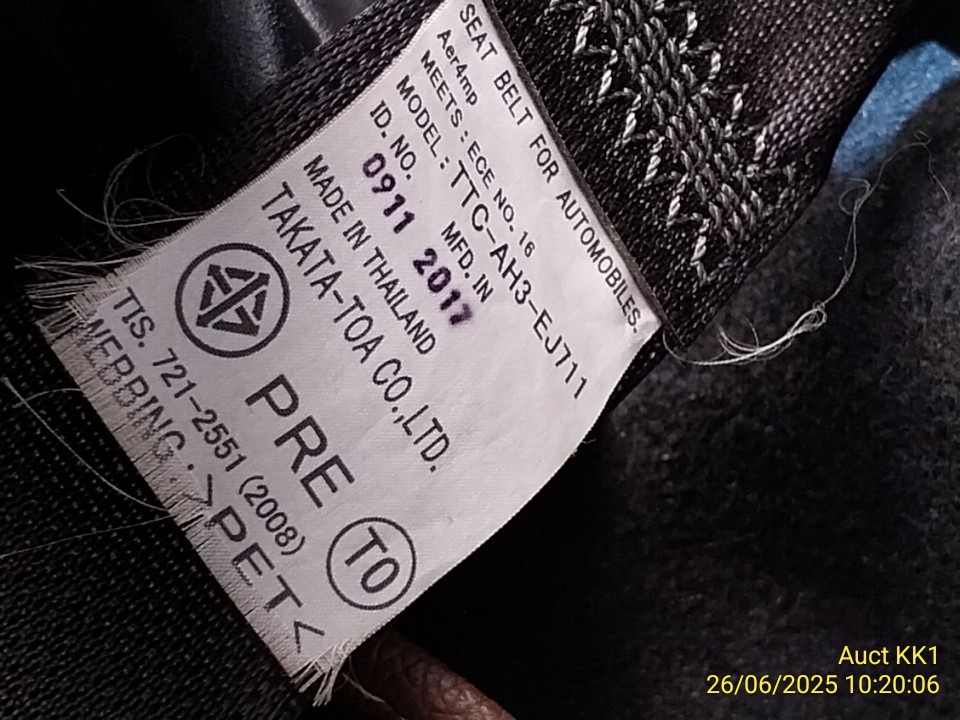 SEAT BELT FOR AUTOMOBILES.
Aer4mp
MEETS : ECE NO. 16
MODEL : TTC-AH3-EJ711
ID. NO. MFD. IN
0911 2017
MADE IN THAILAND
TAKATA-TOA CO.,LTD.
PRE TO
TIS. 721-2551 (2008)
WEBBING : >PET<
Auct KK1
26/06/2025 10:20:06